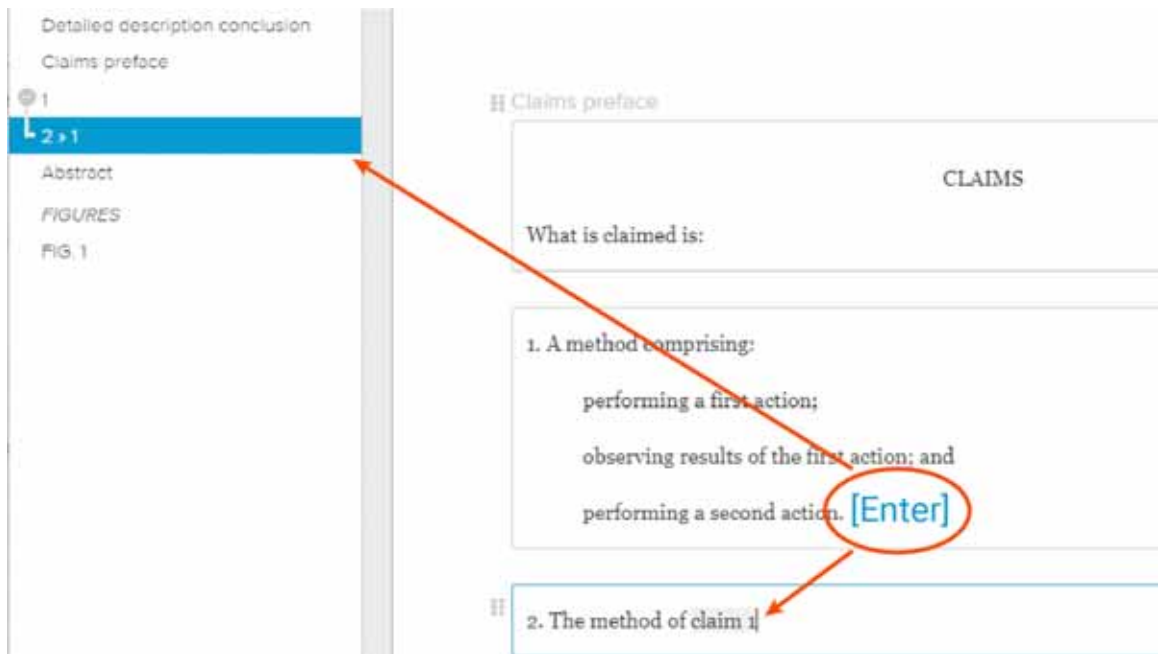 Detailed description conclusion
Claims preface
1
2 > 1
Abstract
FIGURES
FIG. 1
Claims preface
CLAIMS
What is claimed is:
1. A method comprising:
performing a first action;
observing results of the first action; and
performing a second action. [Enter]
2. The method of claim 1